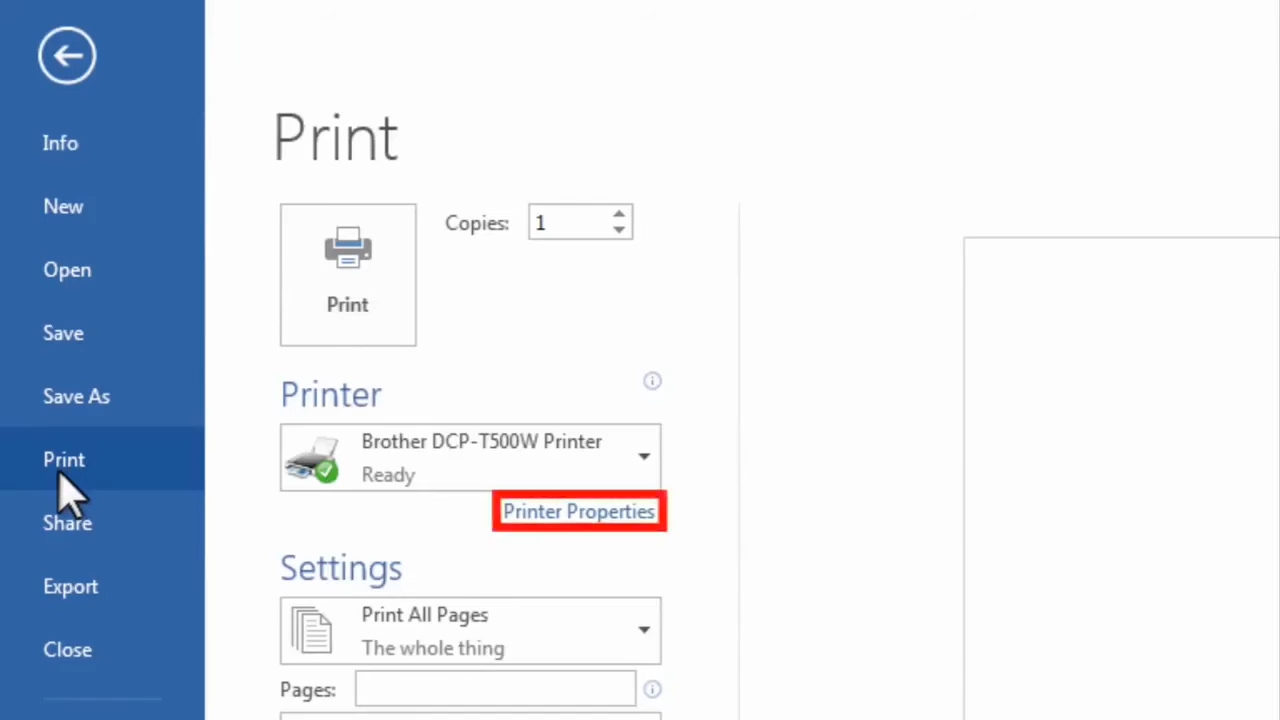 Info
New
Open
Save
Save As
Print
Share
Export
Close
Print
Print
Copies:
1
Printer
Brother DCP-T500W Printer
Ready
Printer Properties
Settings
Print All Pages
The whole thing
Pages: